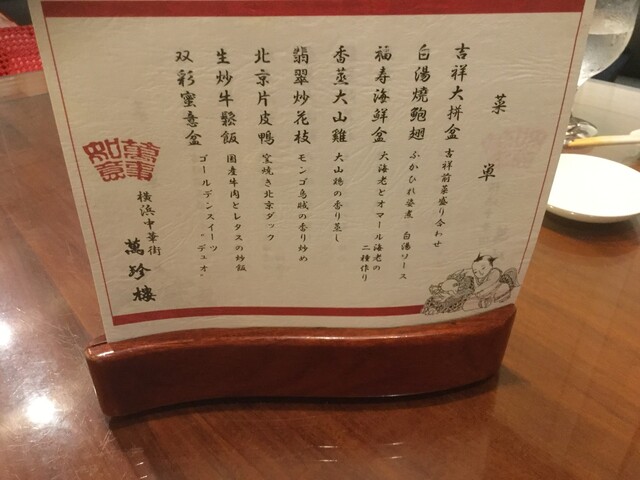 菜単
吉祥大拼盆 吉祥前菜盛り合わせ
白湯燒鮑翅 ふかひれ姿煮 白湯ソース
福寿海鮮盒 大海老とオマール海老の二種作り
香蒸大山雞 大山鶏の香り蒸し
翡翠炒花枝 モンゴ烏賊の香り炒め
北京片皮鴨 窯焼き北京ダック
生炒牛鬆飯 国産牛肉とレタスの炒飯
双彩蜜意盒 ゴールデンスイーツ “デュオ”
横浜中華街 萬珍樓
萬事如意